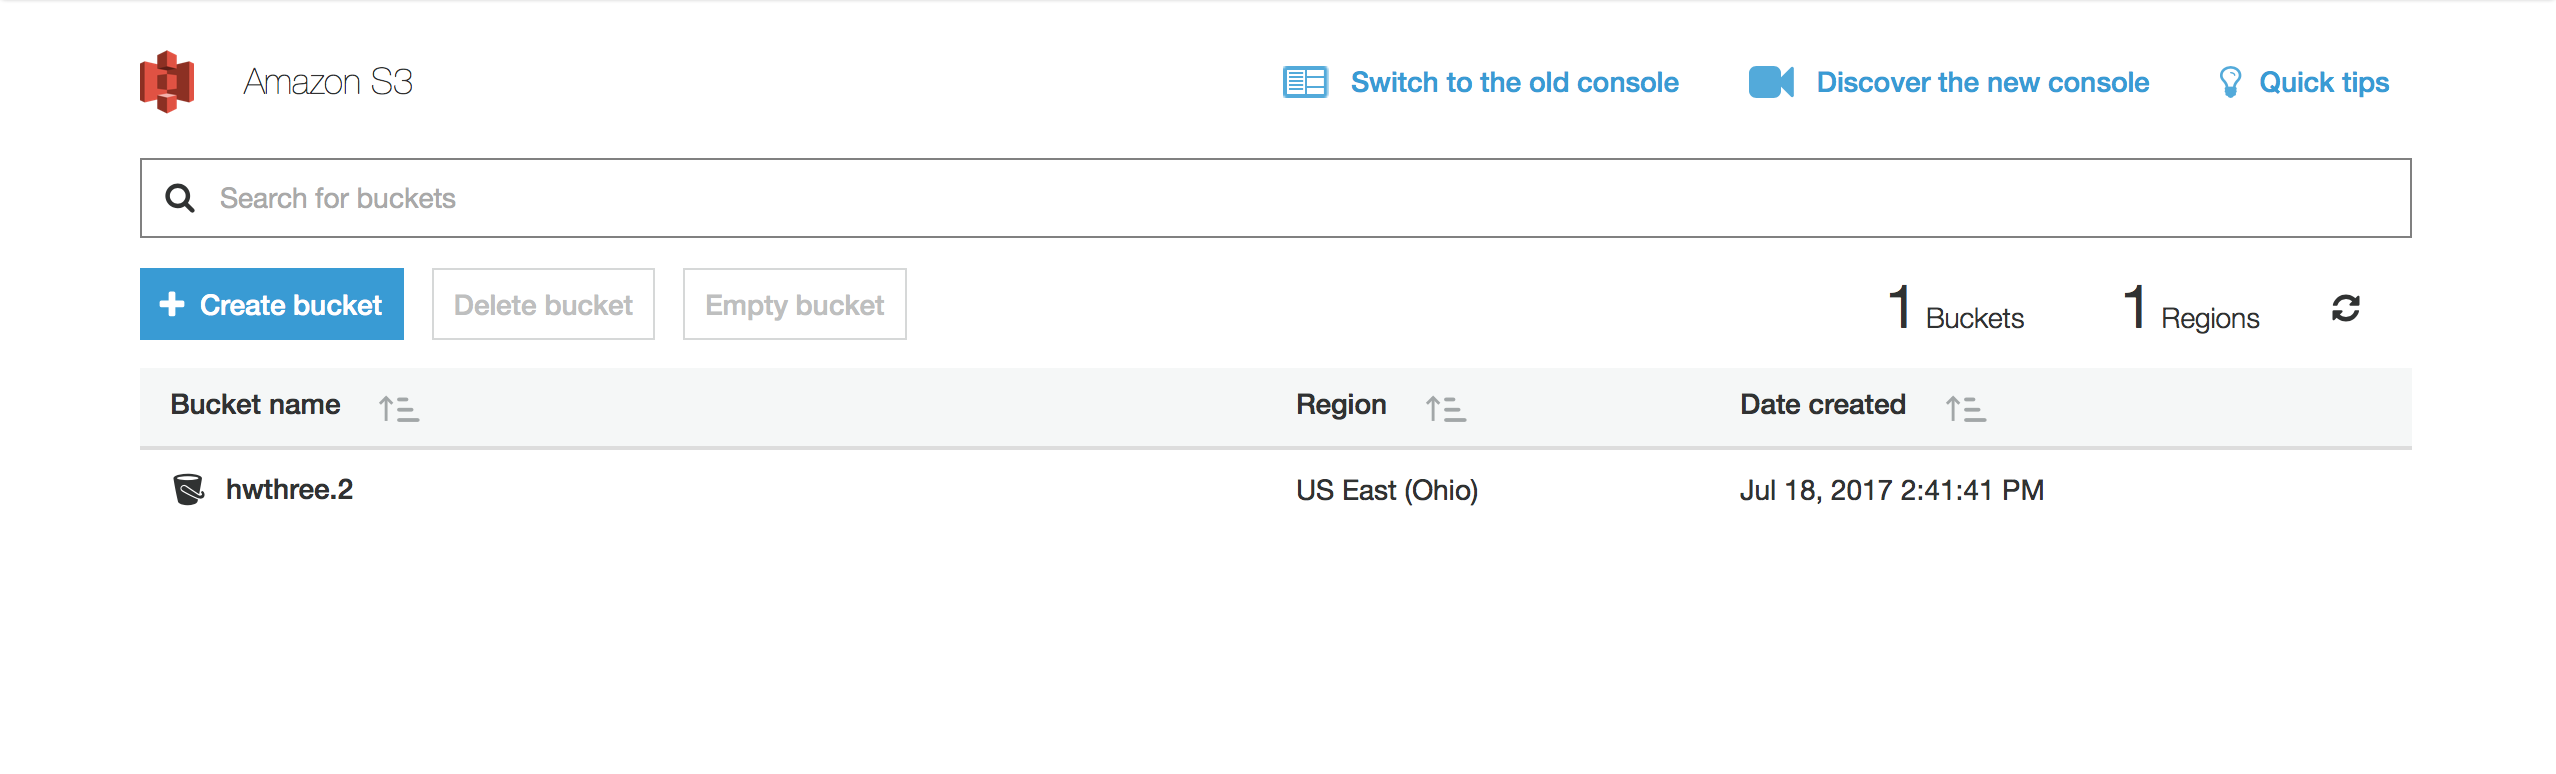 Amazon S3
Switch to the old console
Discover the new console
Quick tips
Search for buckets
Create bucket
Delete bucket
Empty bucket
1 Buckets
1 Regions
Bucket name
Region
Date created
hwthree.2
US East (Ohio)
Jul 18, 2017 2:41:41 PM